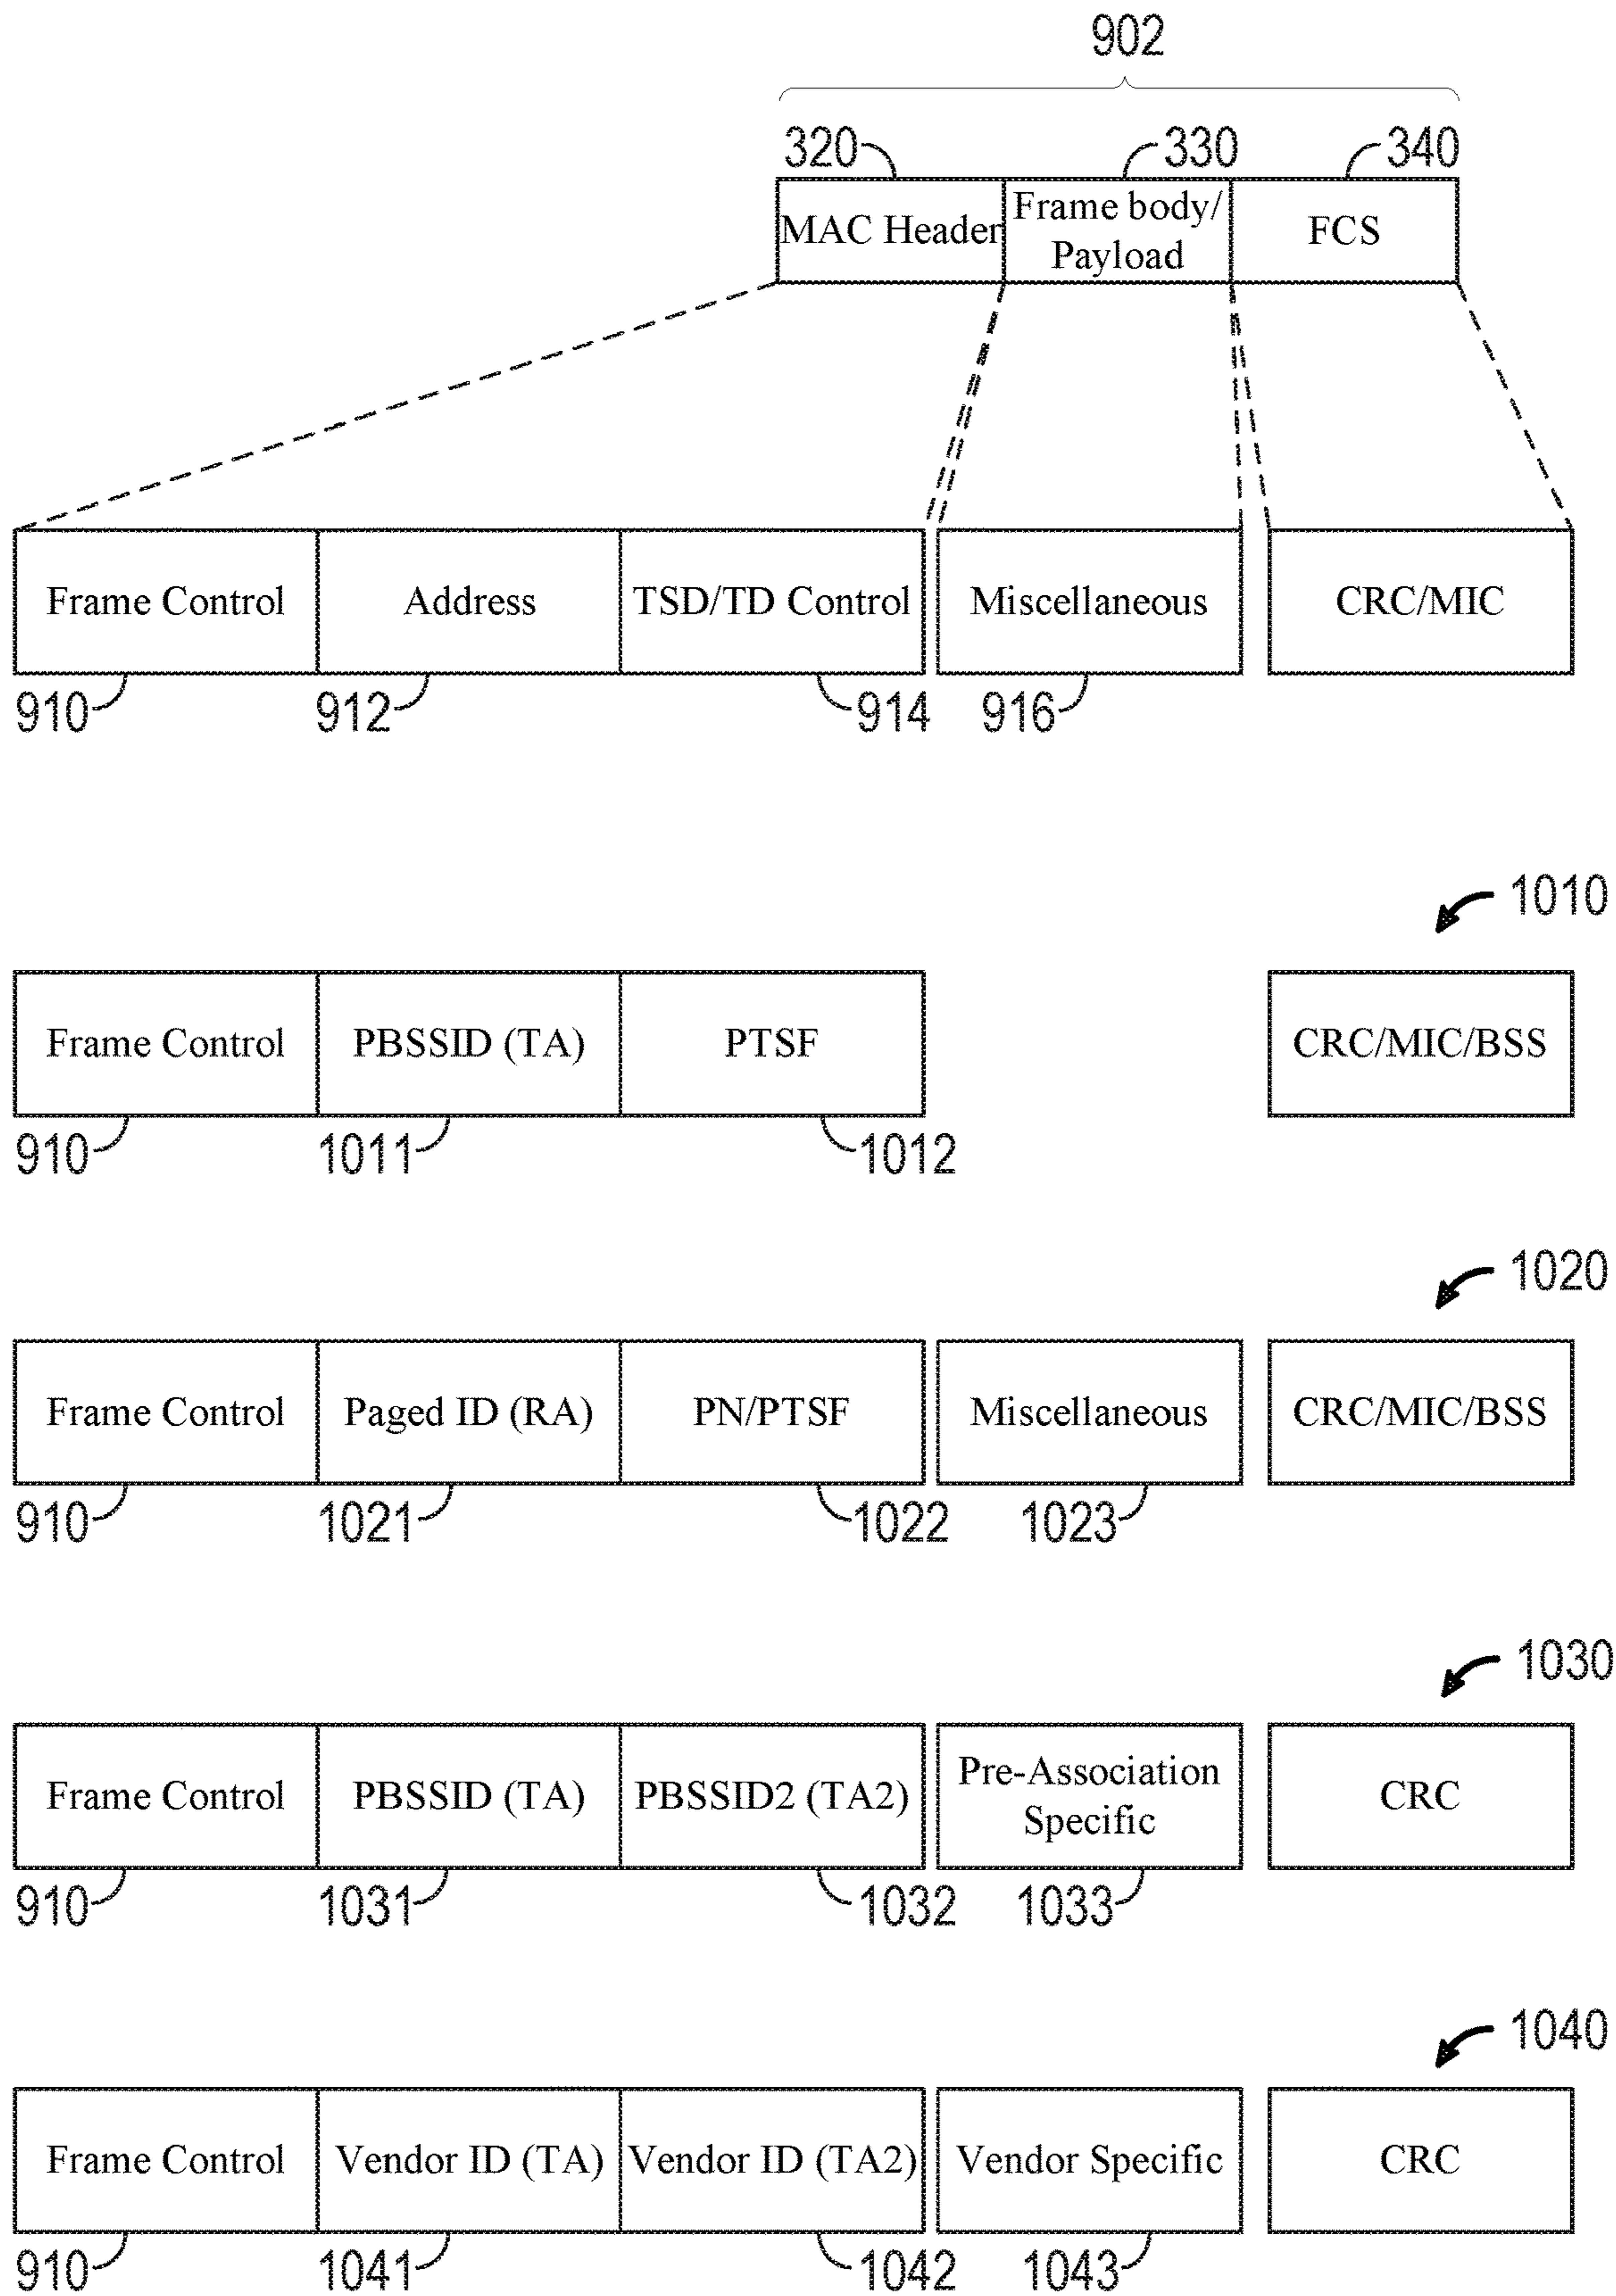 902
320 330 340
MAC Header Frame body/ Payload FCS
Frame Control Address TSD/TD Control Miscellaneous CRC/MIC
910 912 914 916
1010
Frame Control PBSSID (TA) PTSF CRC/MIC/BSS
910 1011 1012
1020
Frame Control Paged ID (RA) PN/PTSF Miscellaneous CRC/MIC/BSS
910 1021 1022 1023
1030
Frame Control PBSSID (TA) PBSSID2 (TA2) Pre-Association Specific CRC
910 1031 1032 1033
1040
Frame Control Vendor ID (TA) Vendor ID (TA2) Vendor Specific CRC
910 1041 1042 1043